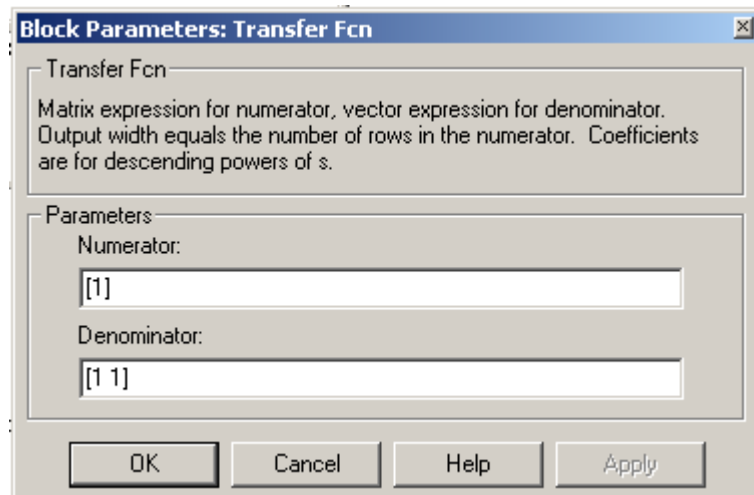 Block Parameters: Transfer Fcn
Transfer Fcn
Matrix expression for numerator, vector expression for denominator.
Output width equals the number of rows in the numerator.  Coefficients
are for descending powers of s.
Parameters
Numerator:
[1]
Denominator:
[1 1]
OK
Cancel
Help
Apply